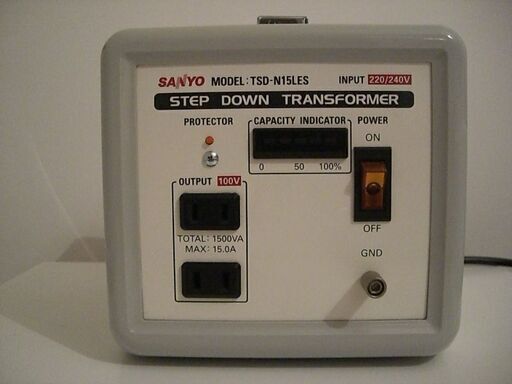 SANYO MODEL: TSD-N15LES INPUT 220/240V
STEP DOWN TRANSFORMER
PROTECTOR
CAPACITY INDICATOR
0 50 100%
POWER
ON
OFF
OUTPUT 100V
TOTAL: 1500VA
MAX: 15.0A
GND